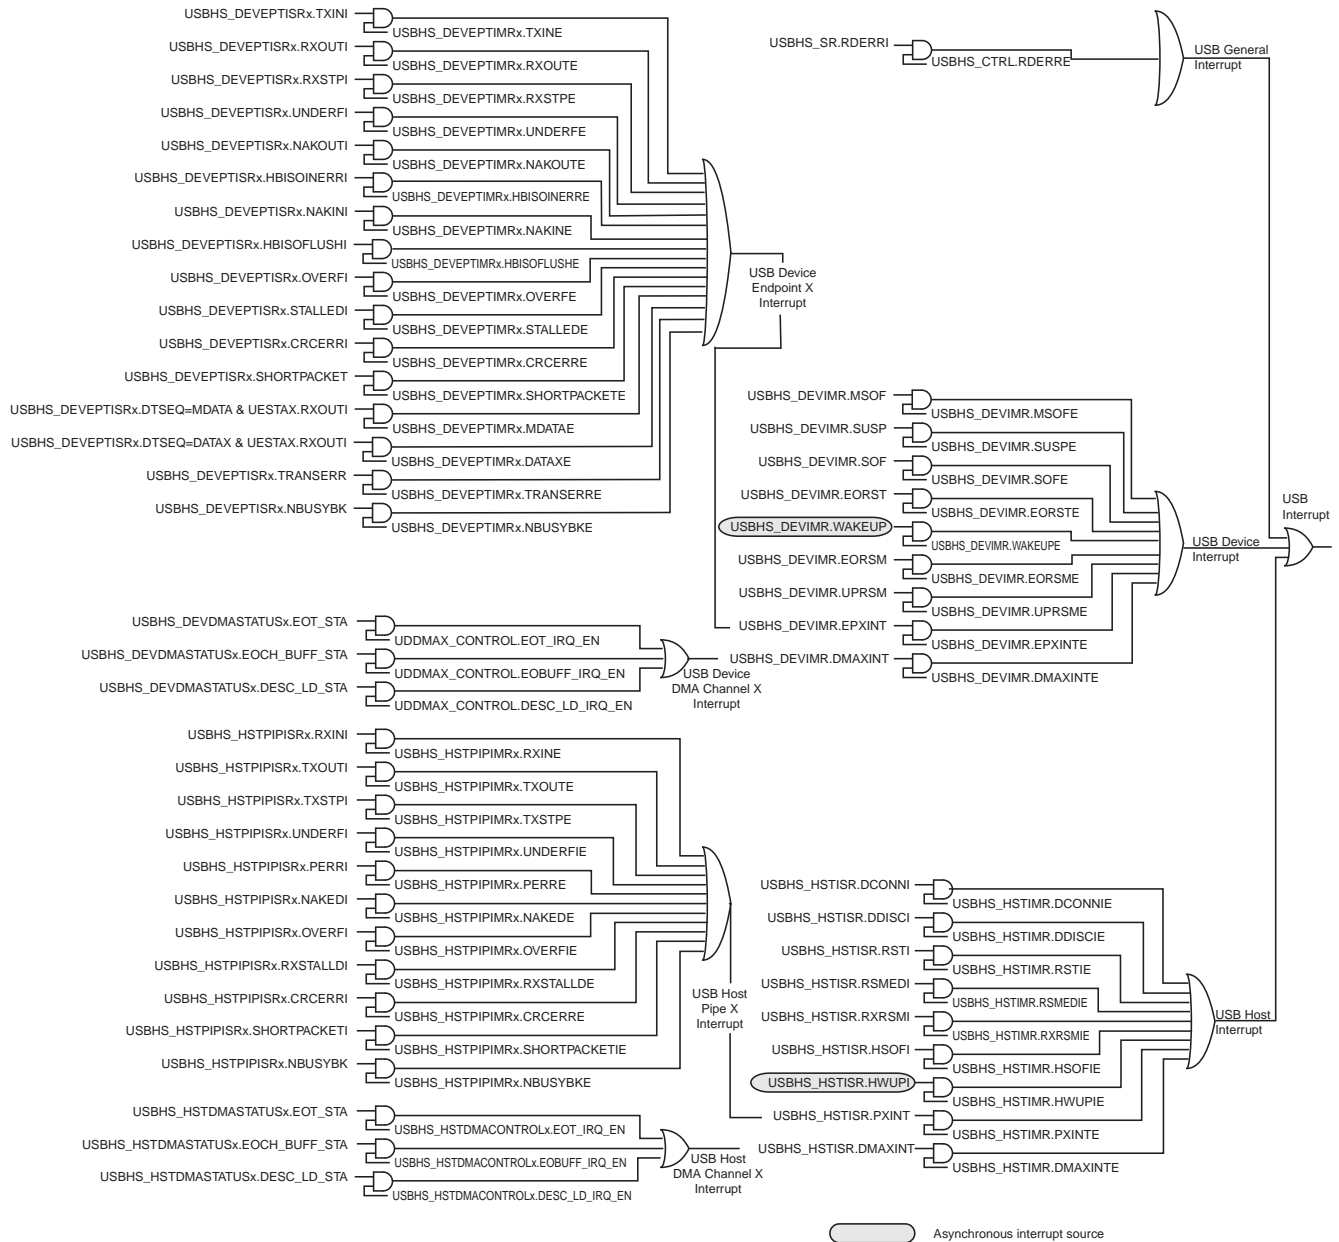 USBHS_DEVEPTISRx.TXINI
USBHS_DEVEPTIMRx.TXINE
USBHS_DEVEPTISRx.RXOUTI
USBHS_DEVEPTIMRx.RXOUTE
USBHS_DEVEPTISRx.RXSTPI
USBHS_DEVEPTIMRx.RXSTPE
USBHS_DEVEPTISRx.UNDERFI
USBHS_DEVEPTIMRx.UNDERFE
USBHS_DEVEPTISRx.NAKOUTI
USBHS_DEVEPTIMRx.NAKOUTE
USBHS_DEVEPTISRx.HBISOINERRI
USBHS_DEVEPTIMRx.HBISOINERRE
USBHS_DEVEPTISRx.NAKINI
USBHS_DEVEPTIMRx.NAKINE
USBHS_DEVEPTISRx.HBISOFLUSHI
USBHS_DEVEPTIMRx.HBISOFLUSHE
USBHS_DEVEPTISRx.OVERFI
USBHS_DEVEPTIMRx.OVERFE
USBHS_DEVEPTISRx.STALLEDI
USBHS_DEVEPTIMRx.STALLEDE
USBHS_DEVEPTISRx.CRCERRI
USBHS_DEVEPTIMRx.CRCERRE
USBHS_DEVEPTISRx.SHORTPACKET
USBHS_DEVEPTIMRx.SHORTPACKETE
USBHS_DEVEPTISRx.DTSEQ=MDATA & UESTAX.RXOUTI
USBHS_DEVEPTIMRx.MDATAE
USBHS_DEVEPTISRx.DTSEQ=DATAX & UESTAX.RXOUTI
USBHS_DEVEPTIMRx.DATAXE
USBHS_DEVEPTISRx.TRANSERR
USBHS_DEVEPTIMRx.TRANSERRE
USBHS_DEVEPTISRx.NBUSYBK
USBHS_DEVEPTIMRx.NBUSYBKE
USB Device
Endpoint X
Interrupt
USBHS_SR.RDERRI
USBHS_CTRL.RDERRE
USB General
Interrupt
USBHS_DEVIMR.MSOF
USBHS_DEVIMR.MSOFE
USBHS_DEVIMR.SUSP
USBHS_DEVIMR.SUSPE
USBHS_DEVIMR.SOF
USBHS_DEVIMR.SOFE
USBHS_DEVIMR.EORST
USBHS_DEVIMR.EORSTE
USBHS_DEVIMR.WAKEUP
USBHS_DEVIMR.WAKEUPE
USBHS_DEVIMR.EORSM
USBHS_DEVIMR.EORSME
USBHS_DEVIMR.UPRSM
USBHS_DEVIMR.UPRSME
USBHS_DEVIMR.EPXINT
USBHS_DEVIMR.EPXINTE
USBHS_DEVIMR.DMAXINT
USBHS_DEVIMR.DMAXINTE
USB Device
Interrupt
USB
Interrupt
USBHS_DEVDMASTATUSx.EOT_STA
UDDMAX_CONTROL.EOT_IRQ_EN
USBHS_DEVDMASTATUSx.EOCH_BUFF_STA
UDDMAX_CONTROL.EOBUFF_IRQ_EN
USBHS_DEVDMASTATUSx.DESC_LD_STA
UDDMAX_CONTROL.DESC_LD_IRQ_EN
USB Device
DMA Channel X
Interrupt
USBHS_HSTPIPISRx.RXINI
USBHS_HSTPIPIMRx.RXINE
USBHS_HSTPIPISRx.TXOUTI
USBHS_HSTPIPIMRx.TXOUTE
USBHS_HSTPIPISRx.TXSTPI
USBHS_HSTPIPIMRx.TXSTPE
USBHS_HSTPIPISRx.UNDERFI
USBHS_HSTPIPIMRx.UNDERFIE
USBHS_HSTPIPISRx.PERRI
USBHS_HSTPIPIMRx.PERRE
USBHS_HSTPIPISRx.NAKEDI
USBHS_HSTPIPIMRx.NAKEDE
USBHS_HSTPIPISRx.OVERFI
USBHS_HSTPIPIMRx.OVERFIE
USBHS_HSTPIPISRx.RXSTALLDI
USBHS_HSTPIPIMRx.RXSTALLDE
USBHS_HSTPIPISRx.CRCERRI
USBHS_HSTPIPIMRx.CRCERRE
USBHS_HSTPIPISRx.SHORTPACKETI
USBHS_HSTPIPIMRx.SHORTPACKETIE
USBHS_HSTPIPISRx.NBUSYBK
USBHS_HSTPIPIMRx.NBUSYBKE
USB Host
Pipe X
Interrupt
USBHS_HSTISR.DCONNI
USBHS_HSTIMR.DCONNIE
USBHS_HSTISR.DDISCI
USBHS_HSTIMR.DDISCIE
USBHS_HSTISR.RSTI
USBHS_HSTIMR.RSTIE
USBHS_HSTISR.RSMEDI
USBHS_HSTIMR.RSMEDIE
USBHS_HSTISR.RXRSMI
USBHS_HSTIMR.RXRSMIE
USBHS_HSTISR.HSOFI
USBHS_HSTIMR.HSOFIE
USBHS_HSTISR.HWUPI
USBHS_HSTIMR.HWUPIE
USBHS_HSTISR.PXINT
USBHS_HSTIMR.PXINTE
USBHS_HSTISR.DMAXINT
USBHS_HSTIMR.DMAXINTE
USB Host
Interrupt
USBHS_HSTDMASTATUSx.EOT_STA
USBHS_HSTDMACONTROLx.EOT_IRQ_EN
USBHS_HSTDMASTATUSx.EOCH_BUFF_STA
USBHS_HSTDMACONTROLx.EOBUFF_IRQ_EN
USBHS_HSTDMASTATUSx.DESC_LD_STA
USBHS_HSTDMACONTROLx.DESC_LD_IRQ_EN
USB Host
DMA Channel X
Interrupt
Asynchronous interrupt source